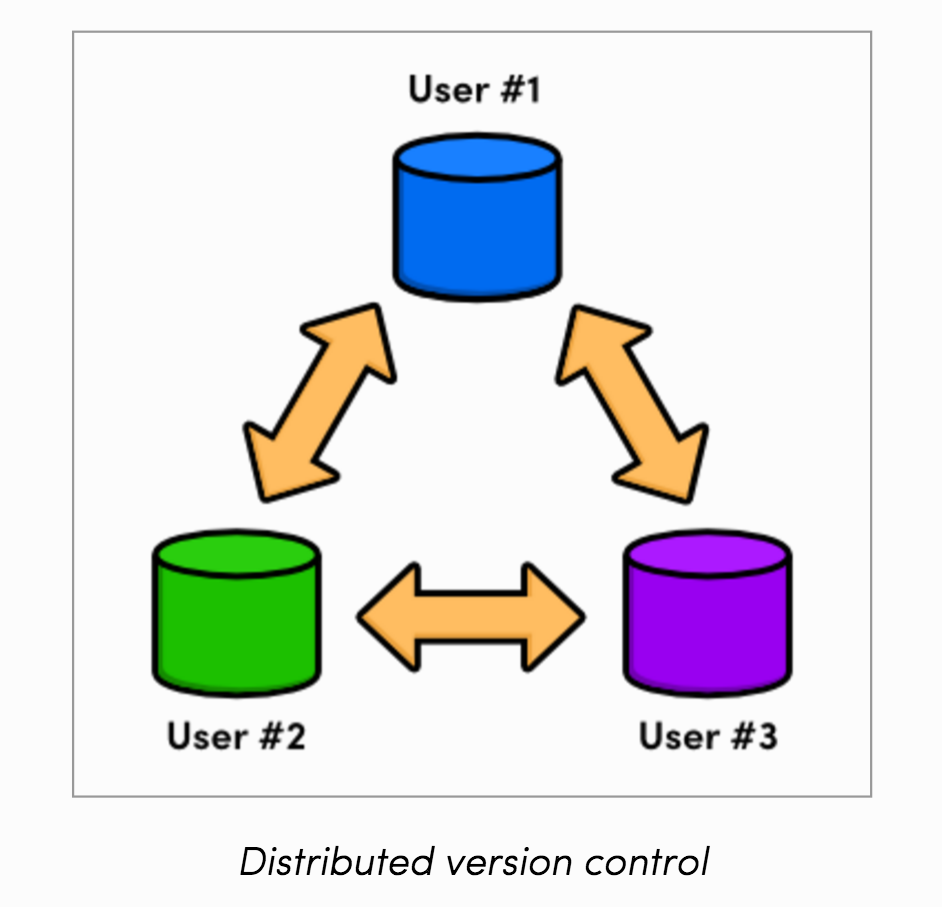 User #1
User #2
User #3
Distributed version control